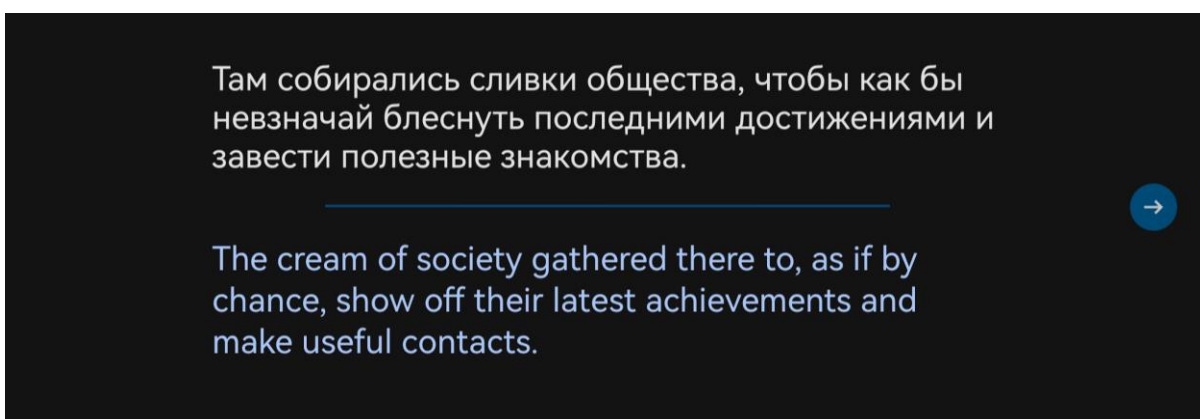 Там собирались сливки общества, чтобы как бы
невзначай блеснуть последними достижениями и
завести полезные знакомства.
The cream of society gathered there to, as if by
chance, show off their latest achievements and
make useful contacts.